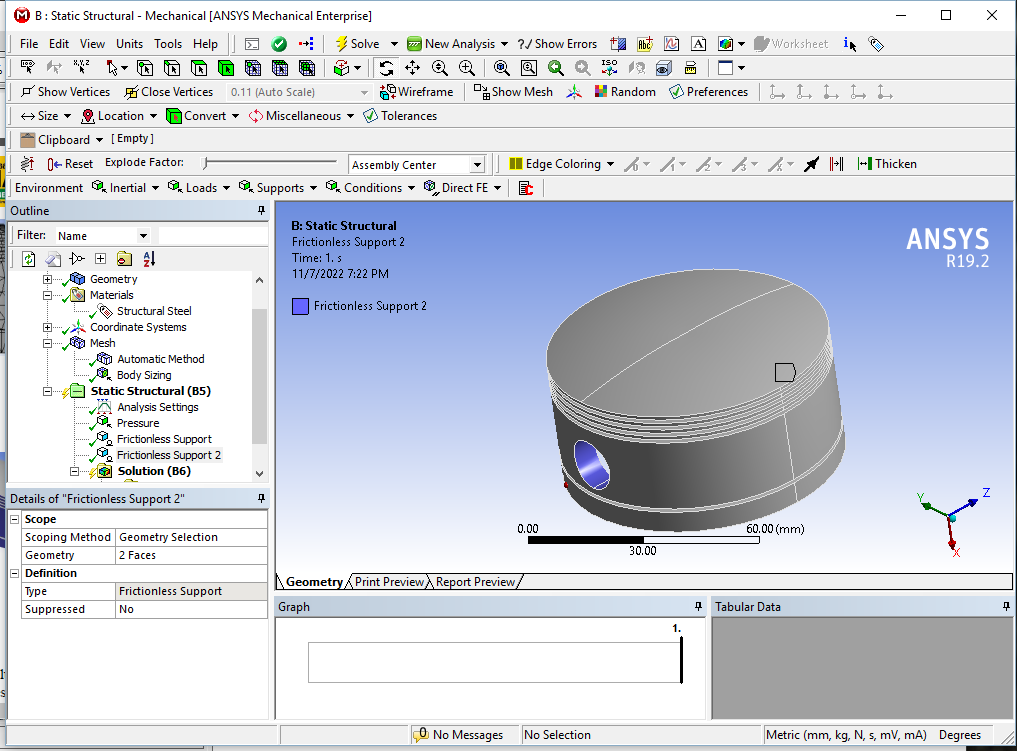 B : Static Structural - Mechanical [ANSYS Mechanical Enterprise]
File Edit View Units Tools Help Solve New Analysis ?/ Show Errors Abc A Worksheet i
X,Y,Z ISO
Show Vertices Close Vertices 0.11 (Auto Scale) Wireframe Show Mesh Random Preferences
Size Location Convert Miscellaneous Tolerances
Clipboard [ Empty ]
Reset Explode Factor: Assembly Center Edge Coloring Thicken
Environment Inertial Loads Supports Conditions Direct FE
Outline
Filter: Name
Geometry
Materials
Structural Steel
Coordinate Systems
Mesh
Automatic Method
Body Sizing
Static Structural (B5)
Analysis Settings
Pressure
Frictionless Support
Frictionless Support 2
Solution (B6)
Details of "Frictionless Support 2"
Scope
Scoping Method Geometry Selection
Geometry 2 Faces
Definition
Type Frictionless Support
Suppressed No
B: Static Structural
Frictionless Support 2
Time: 1. s
11/7/2022 7:22 PM
Frictionless Support 2
ANSYS
R19.2
0.00 60.00 (mm)
30.00
Y Z
X
Geometry Print Preview Report Preview
Graph
1.
Tabular Data
No Messages No Selection Metric (mm, kg, N, s, mV, mA) Degrees